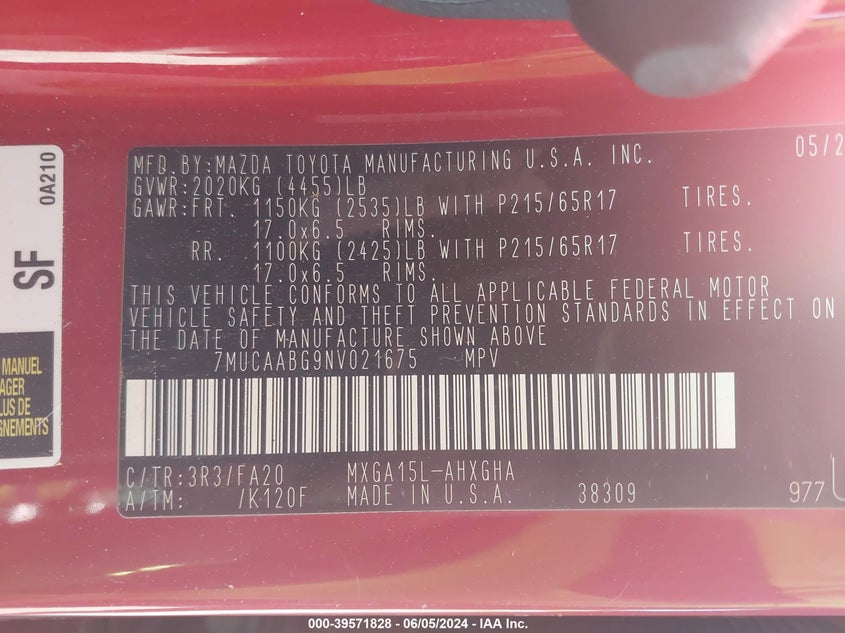 MFD.BY:MAZDA TOYOTA MANUFACTURING U.S.A. INC. 05/2
GVWR:2020KG (4455)LB
GAWR:FRT. 1150KG (2535)LB WITH P215/65R17 TIRES.
17.0x6.5 RIMS.
RR. 1100KG (2425)LB WITH P215/65R17 TIRES.
17.0x6.5 RIMS.
THIS VEHICLE CONFORMS TO ALL APPLICABLE FEDERAL MOTOR
VEHICLE SAFETY AND THEFT PREVENTION STANDARDS IN EFFECT ON
THE DATE OF MANUFACTURE SHOWN ABOVE
7MUCAABG9NV021675 MPV
C/TR:3R3/FA20 MXGA15L-AHXGHA
A/TM: /K120F MADE IN U.S.A. 38309 977
0A210
SF
MANUEL
AGER
LUS DE
GNEMENTS
000-39571828 - 06/05/2024 - IAA Inc.